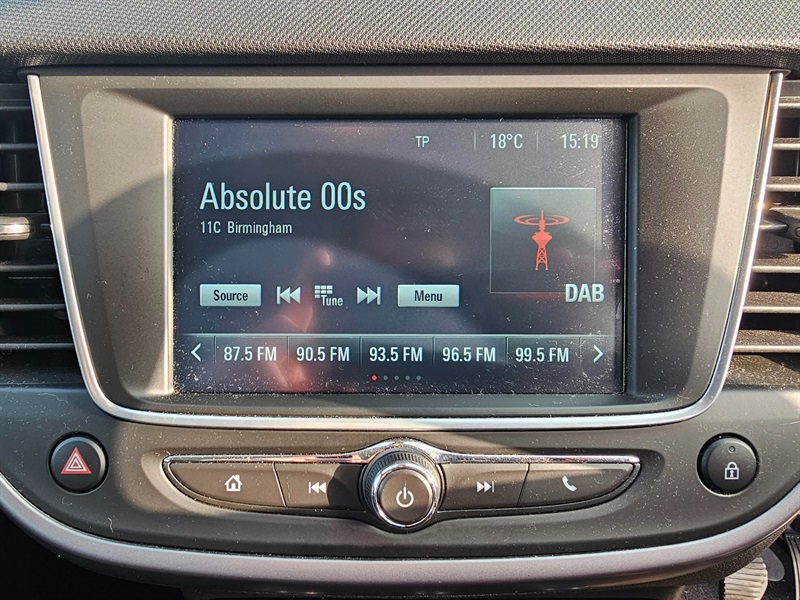 TP 18°C 15:19
Absolute 00s
11C Birmingham
Source Tune Menu
DAB
87.5 FM 90.5 FM 93.5 FM 96.5 FM 99.5 FM